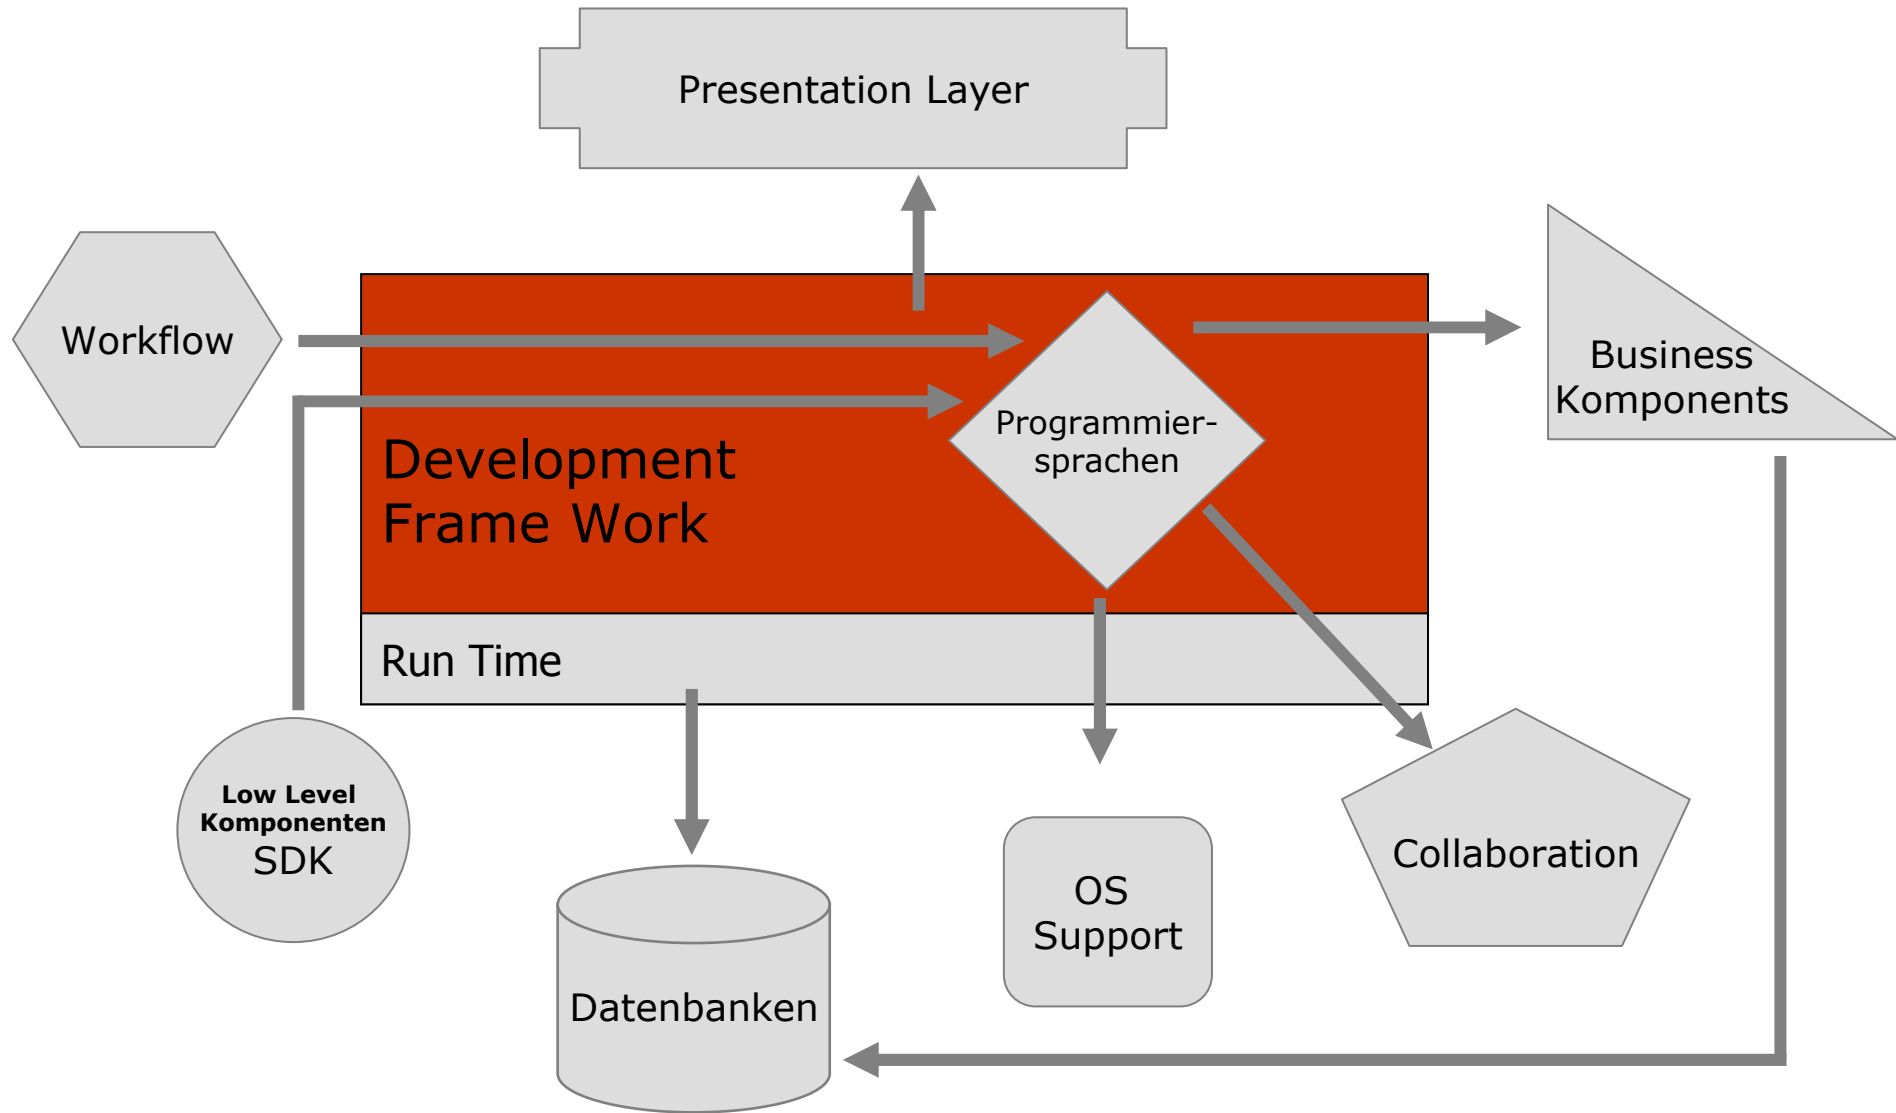 Presentation Layer
Workflow
Business
Komponents
Programmier-
sprachen
Development
Frame Work
Run Time
Low Level
Komponenten
SDK
OS
Support
Collaboration
Datenbanken